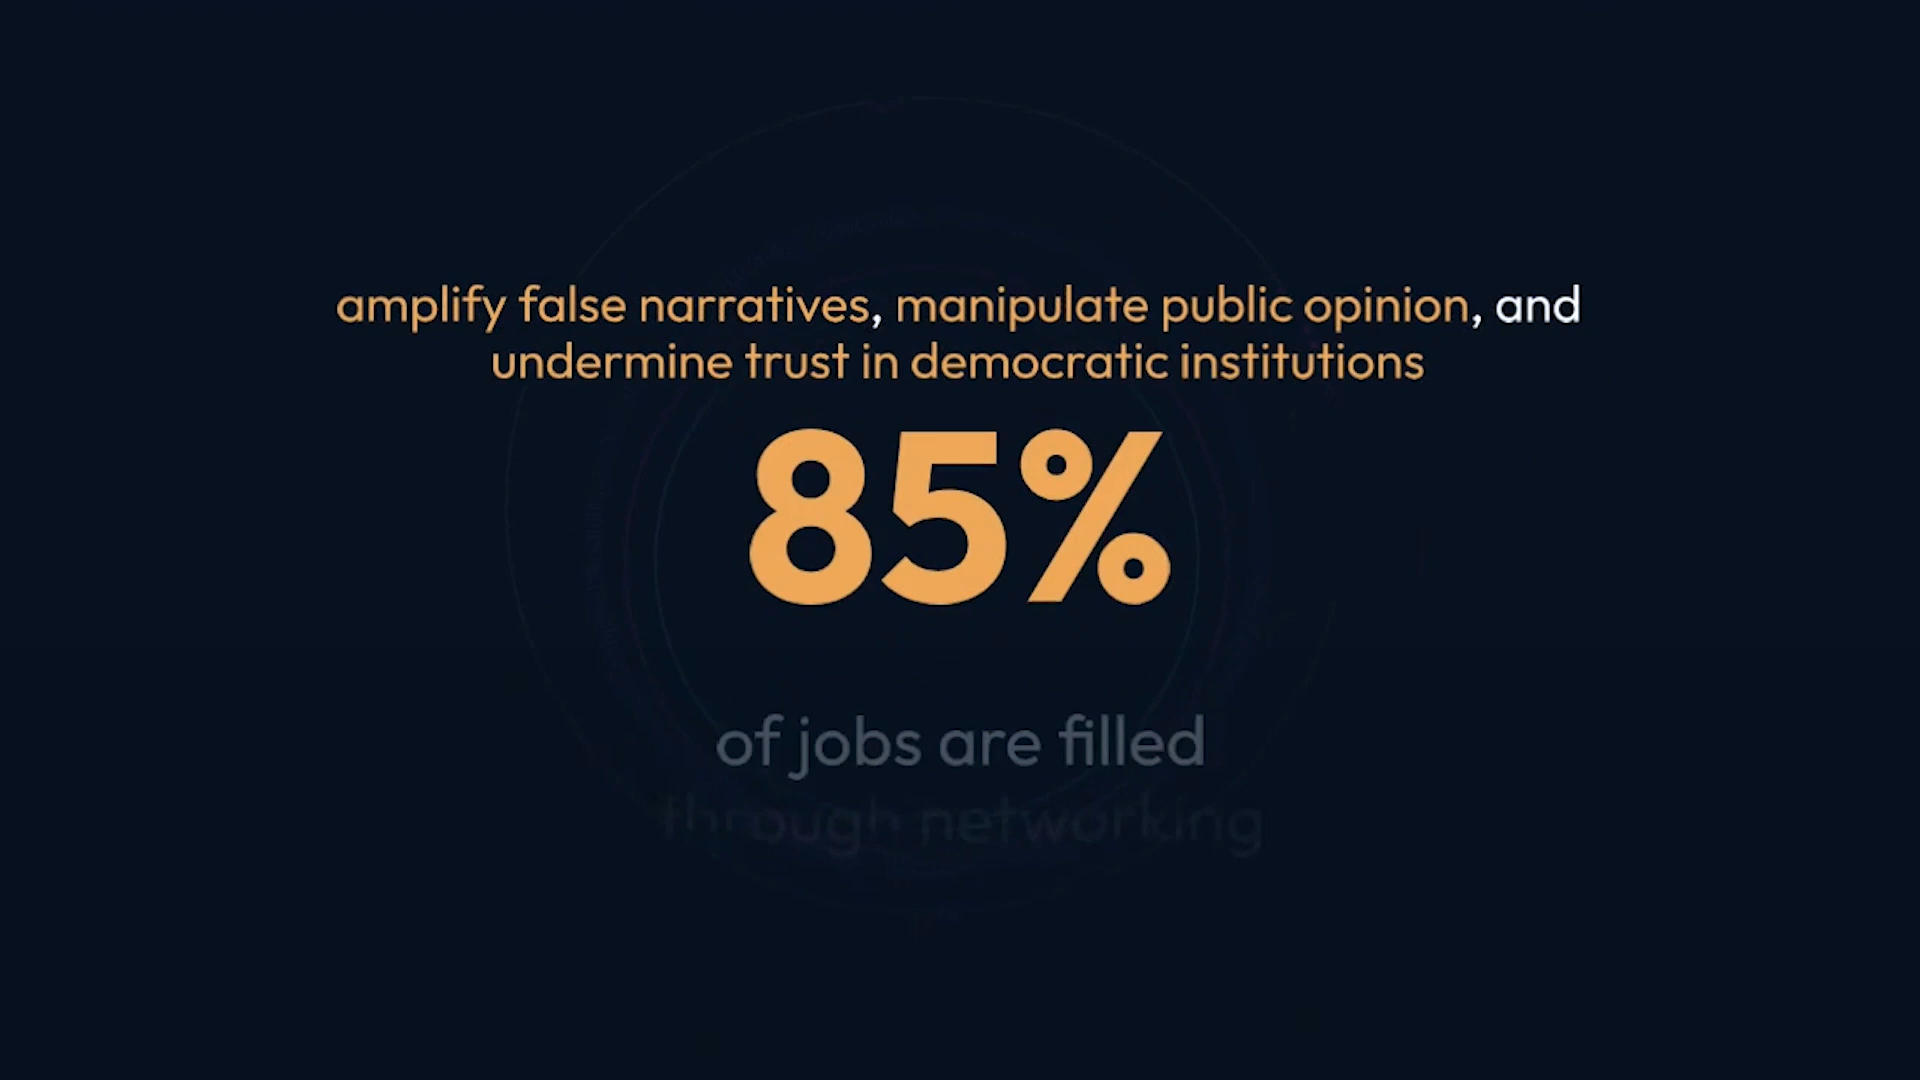 amplify false narratives, manipulate public opinion, and
undermine trust in democratic institutions
85%
of jobs are filled
through networking